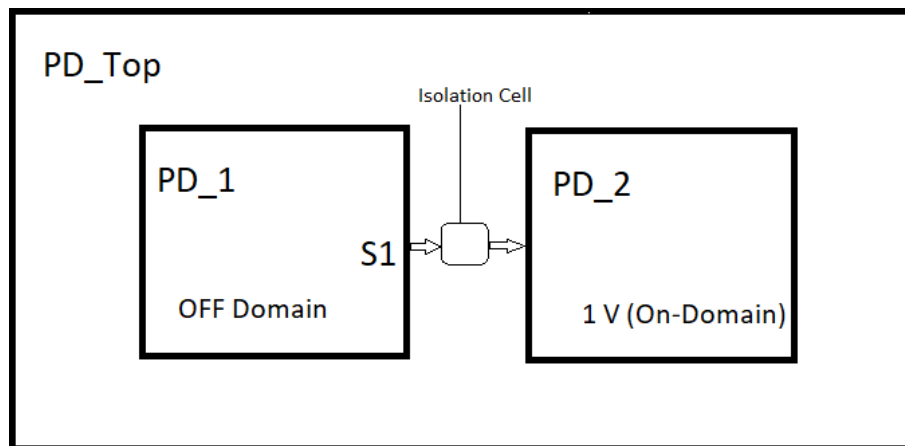 PD_Top
Isolation Cell
PD_1
PD_2
S1
OFF Domain
1 V (On-Domain)